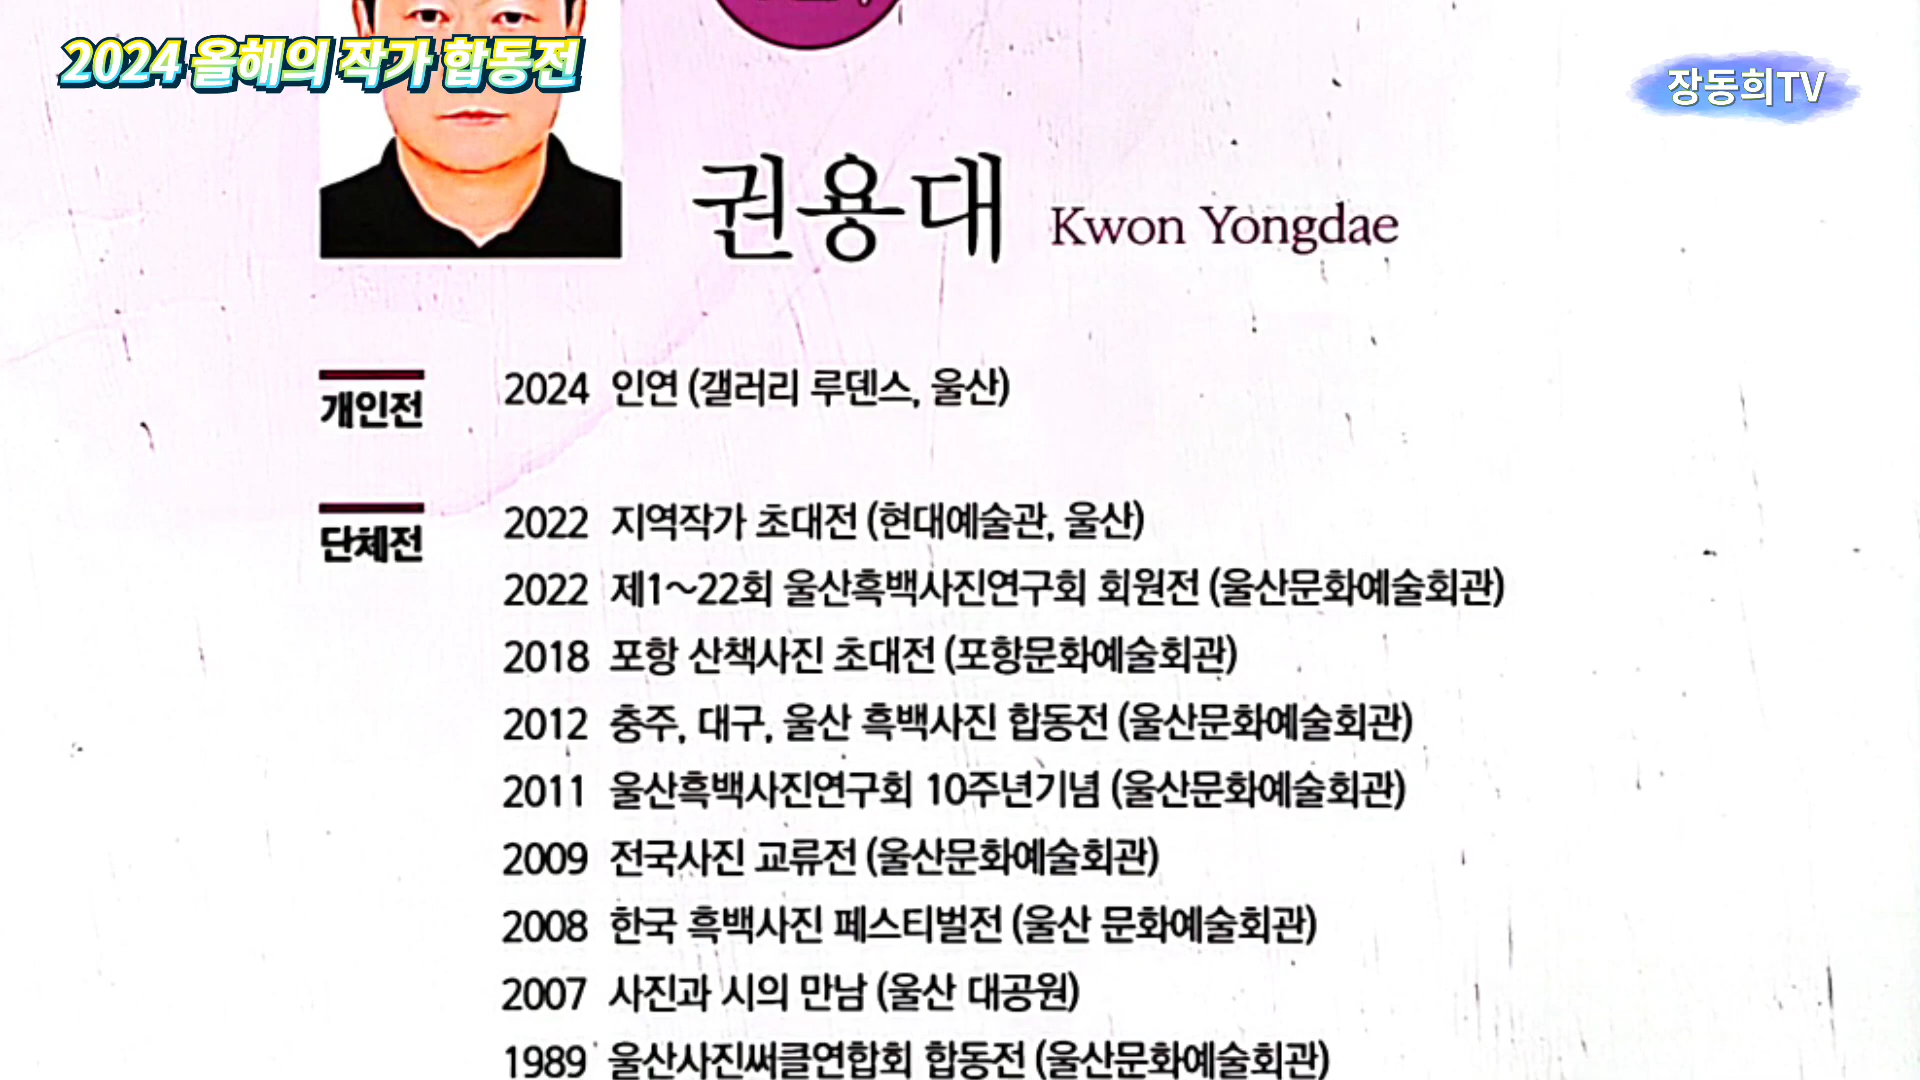 2024 올해의 작가 합동전
장동희TV
권용대 Kwon Yongdae
개인전
2024 인연 (갤러리 루덴스, 울산)
단체전
2022 지역작가 초대전 (현대예술관, 울산)
2022 제1~22회 울산흑백사진연구회 회원전 (울산문화예술회관)
2018 포항 산책사진 초대전 (포항문화예술회관)
2012 충주, 대구, 울산 흑백사진 합동전 (울산문화예술회관)
2011 울산흑백사진연구회 10주년기념 (울산문화예술회관)
2009 전국사진 교류전 (울산문화예술회관)
2008 한국 흑백사진 페스티벌전 (울산 문화예술회관)
2007 사진과 시의 만남 (울산 대공원)
1989 울산사진써클연합회 합동전 (울산문화예술회관)